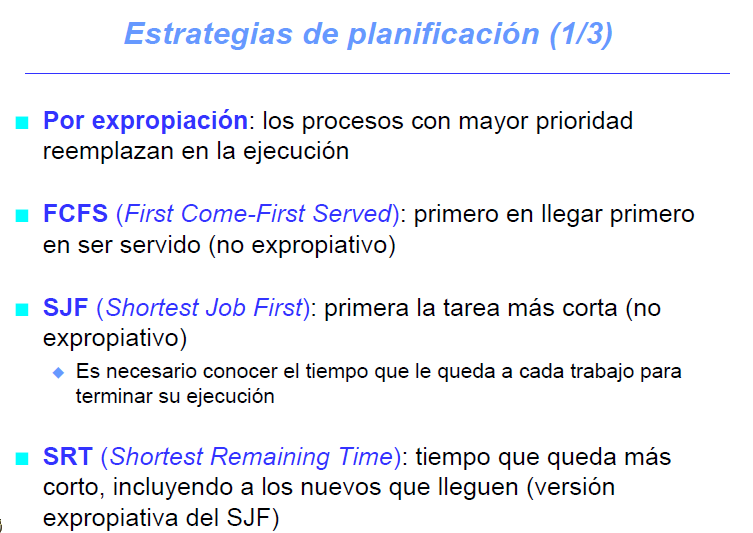 Estrategias de planificación (1/3)
Por expropiación: los procesos con mayor prioridad
reemplazan en la ejecución
FCFS (First Come-First Served): primero en llegar primero
en ser servido (no expropiativo)
SJF (Shortest Job First): primera la tarea más corta (no
expropiativo)
Es necesario conocer el tiempo que le queda a cada trabajo para
terminar su ejecución
SRT (Shortest Remaining Time): tiempo que queda más
corto, incluyendo a los nuevos que lleguen (versión
expropiativa del SJF)